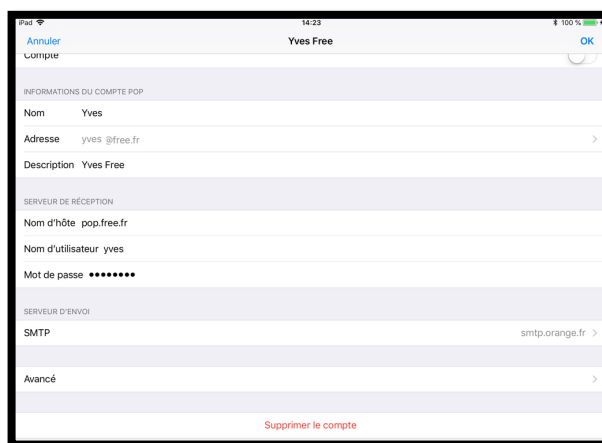 iPad 14:23 100 %
Annuler Yves Free OK
Compte
INFORMATIONS DU COMPTE POP
Nom Yves
Adresse yves @free.fr
Description Yves Free
SERVEUR DE RÉCEPTION
Nom d'hôte pop.free.fr
Nom d'utilisateur yves
Mot de passe ••••••••
SERVEUR D'ENVOI
SMTP smtp.orange.fr
Avancé
Supprimer le compte